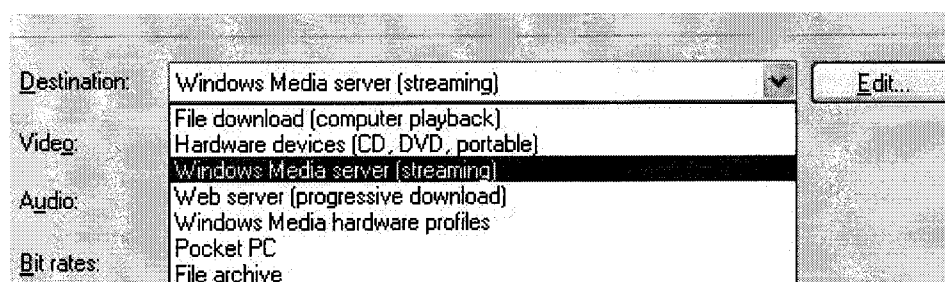 Destination: Windows Media server (streaming) Edit...
File download (computer playback)
Video: Hardware devices (CD, DVD, portable)
Windows Media server (streaming)
Audio: Web server (progressive download)
Windows Media hardware profiles
Pocket PC
Bit rates: File archive